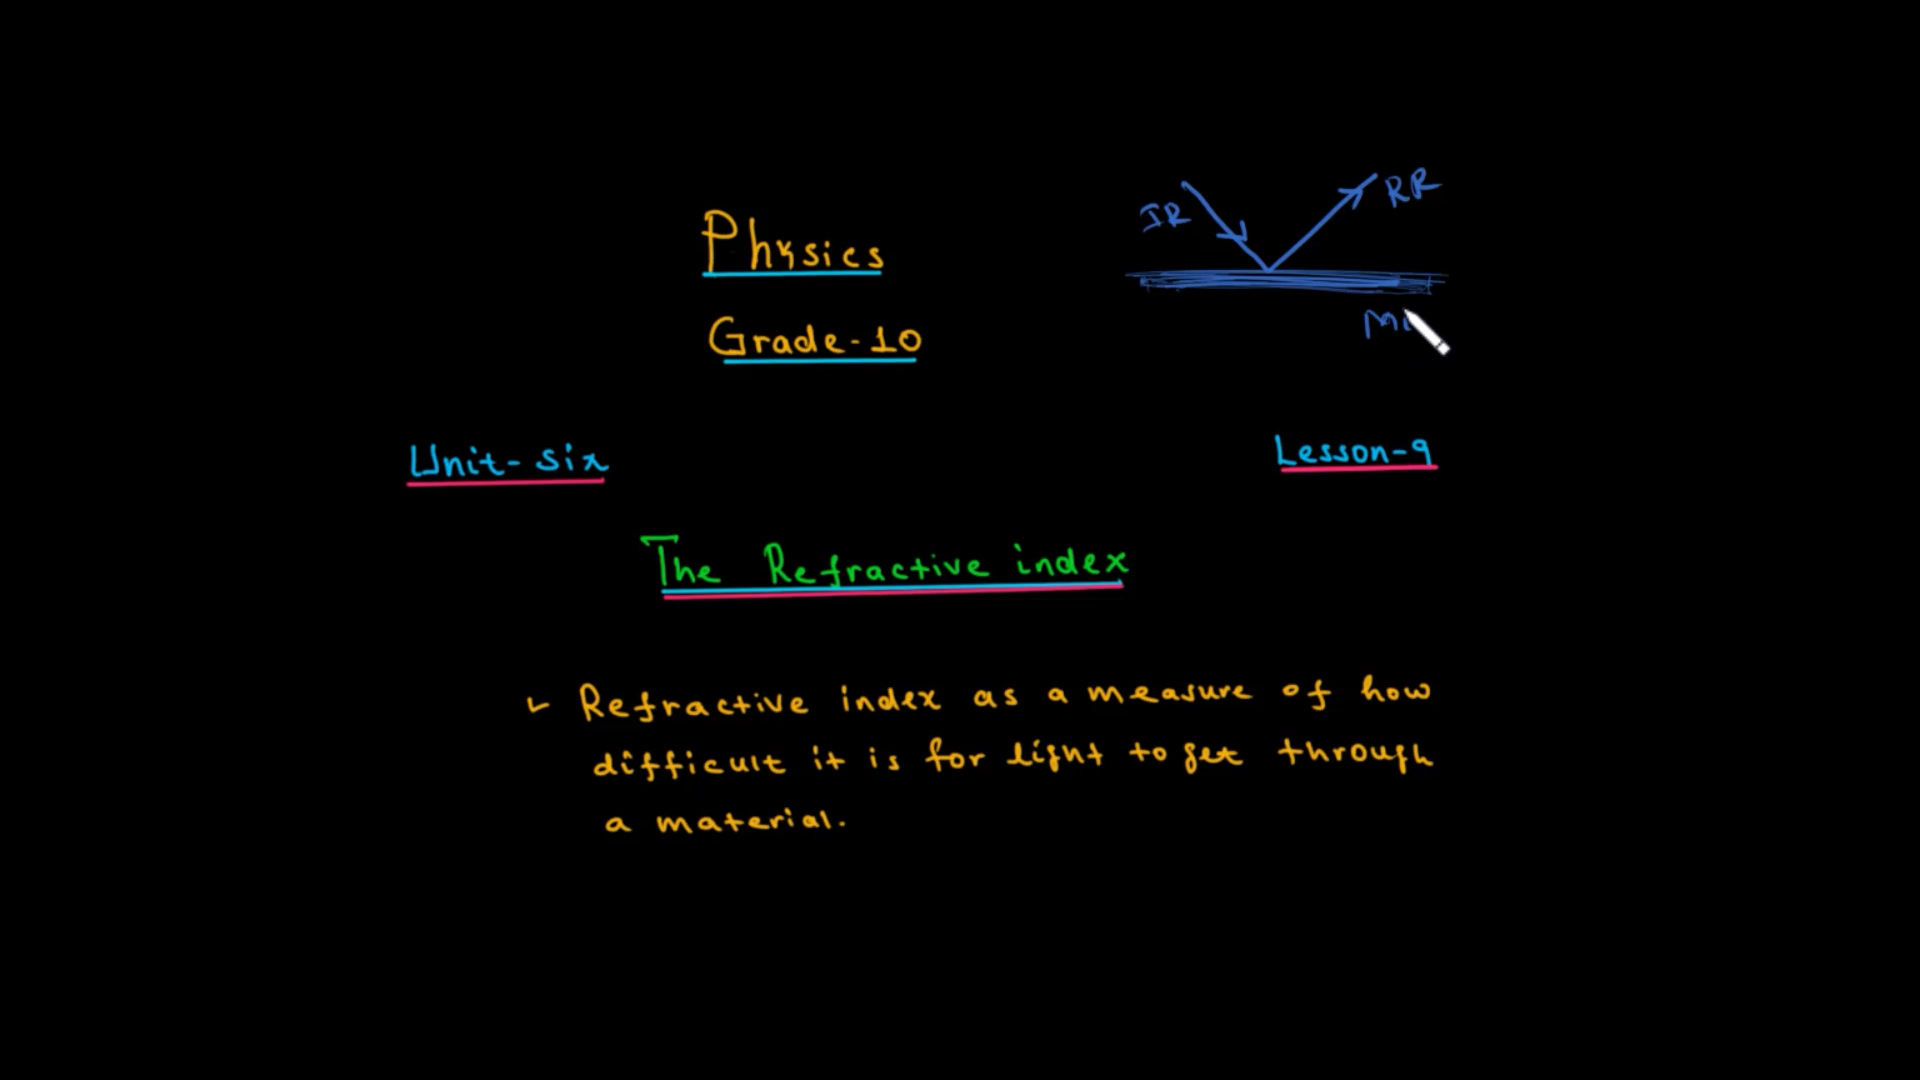 Physics
IR
RR
Grade-10
Mi
Unit-six
Lesson-9
The Refractive index
Refractive index as a measure of how
difficult it is for light to get through
a material.